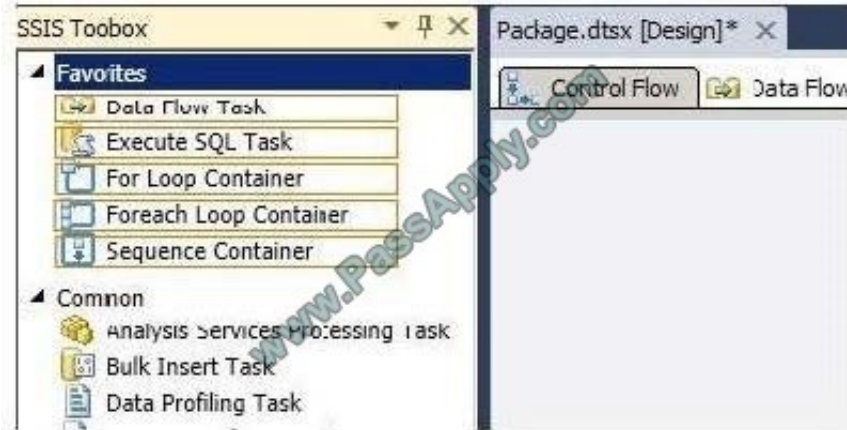 SSIS Toobox
Package.dtsx [Design]*
Favorites
Control Flow
Data Flow
Data Flow Task
Execute SQL Task
For Loop Container
Foreach Loop Container
Sequence Container
Common
Analysis Services Processing Task
Bulk Insert Task
Data Profiling Task
www.PassApply.com